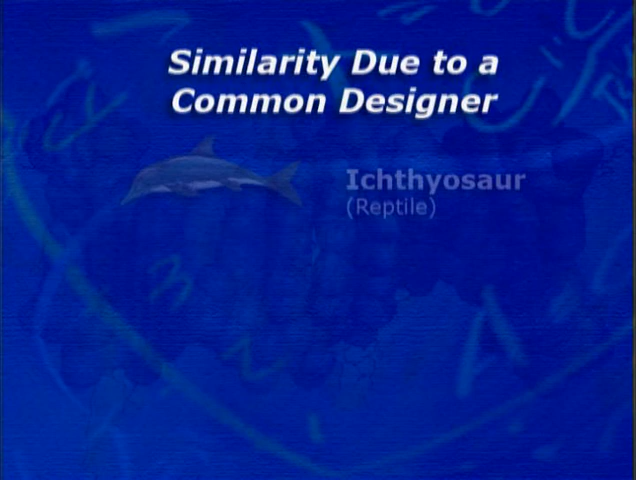 Similarity Due to a
Common Designer
Ichthyosaur
(Reptile)